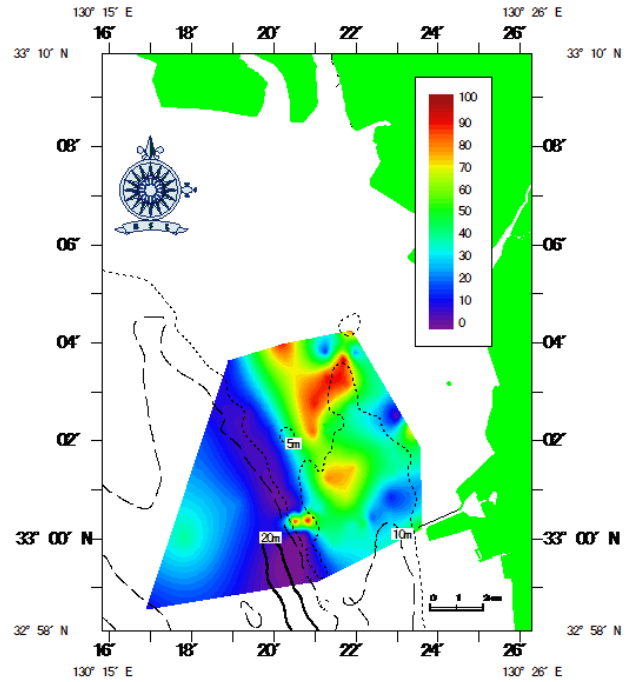 130° 15′ E 130° 26′ E
16′ 18′ 20′ 22′ 24′ 26′
33° 10′ N 33° 10′ N
100
90
80
70
60
50
40
30
20
10
0
08′ 08′
06′ 06′
04′ 04′
02′ 02′
5m
33° 00′ N 33° 00′ N
20m
10m
0 1 2km
32° 58′ N 32° 58′ N
16′ 18′ 20′ 22′ 24′ 26′
130° 15′ E 130° 26′ E